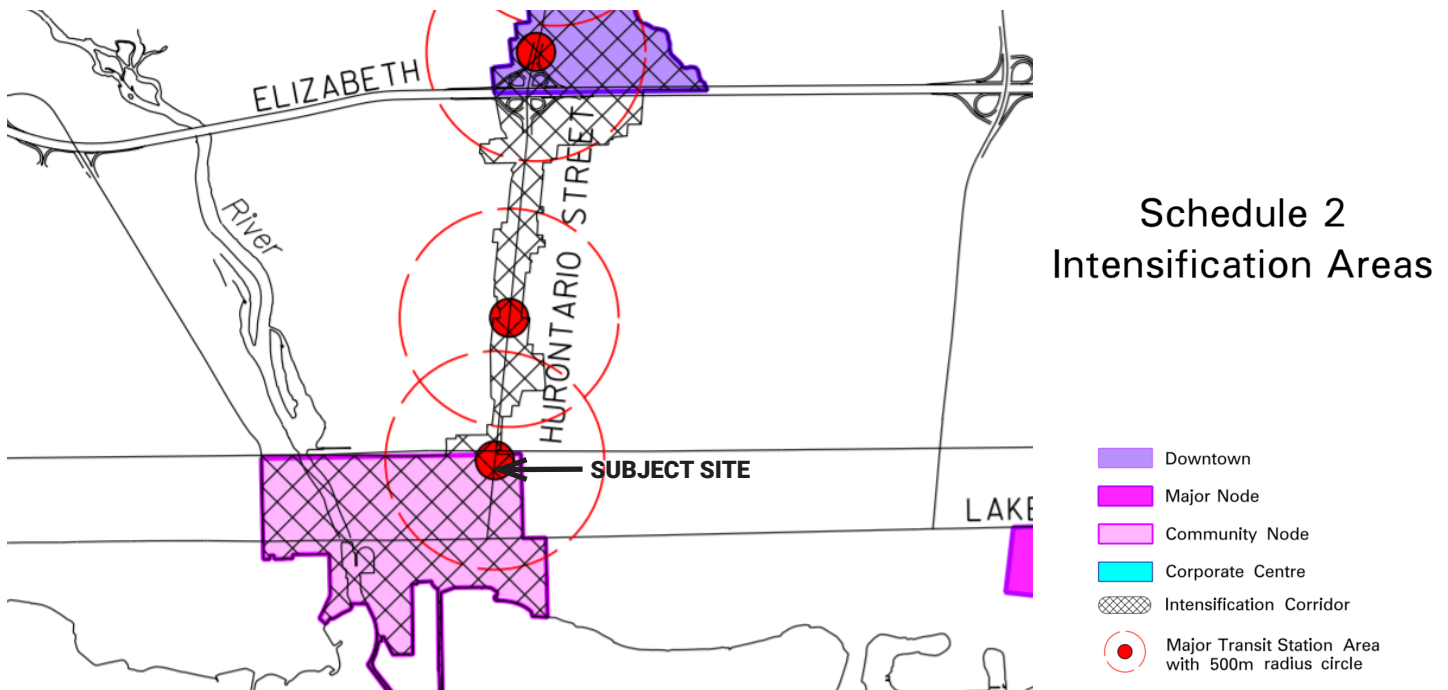 ELIZABETH
River
HURONTARIO STREET
SUBJECT SITE
LAKE
Schedule 2
Intensification Areas
Downtown
Major Node
Community Node
Corporate Centre
Intensification Corridor
Major Transit Station Area
with 500m radius circle